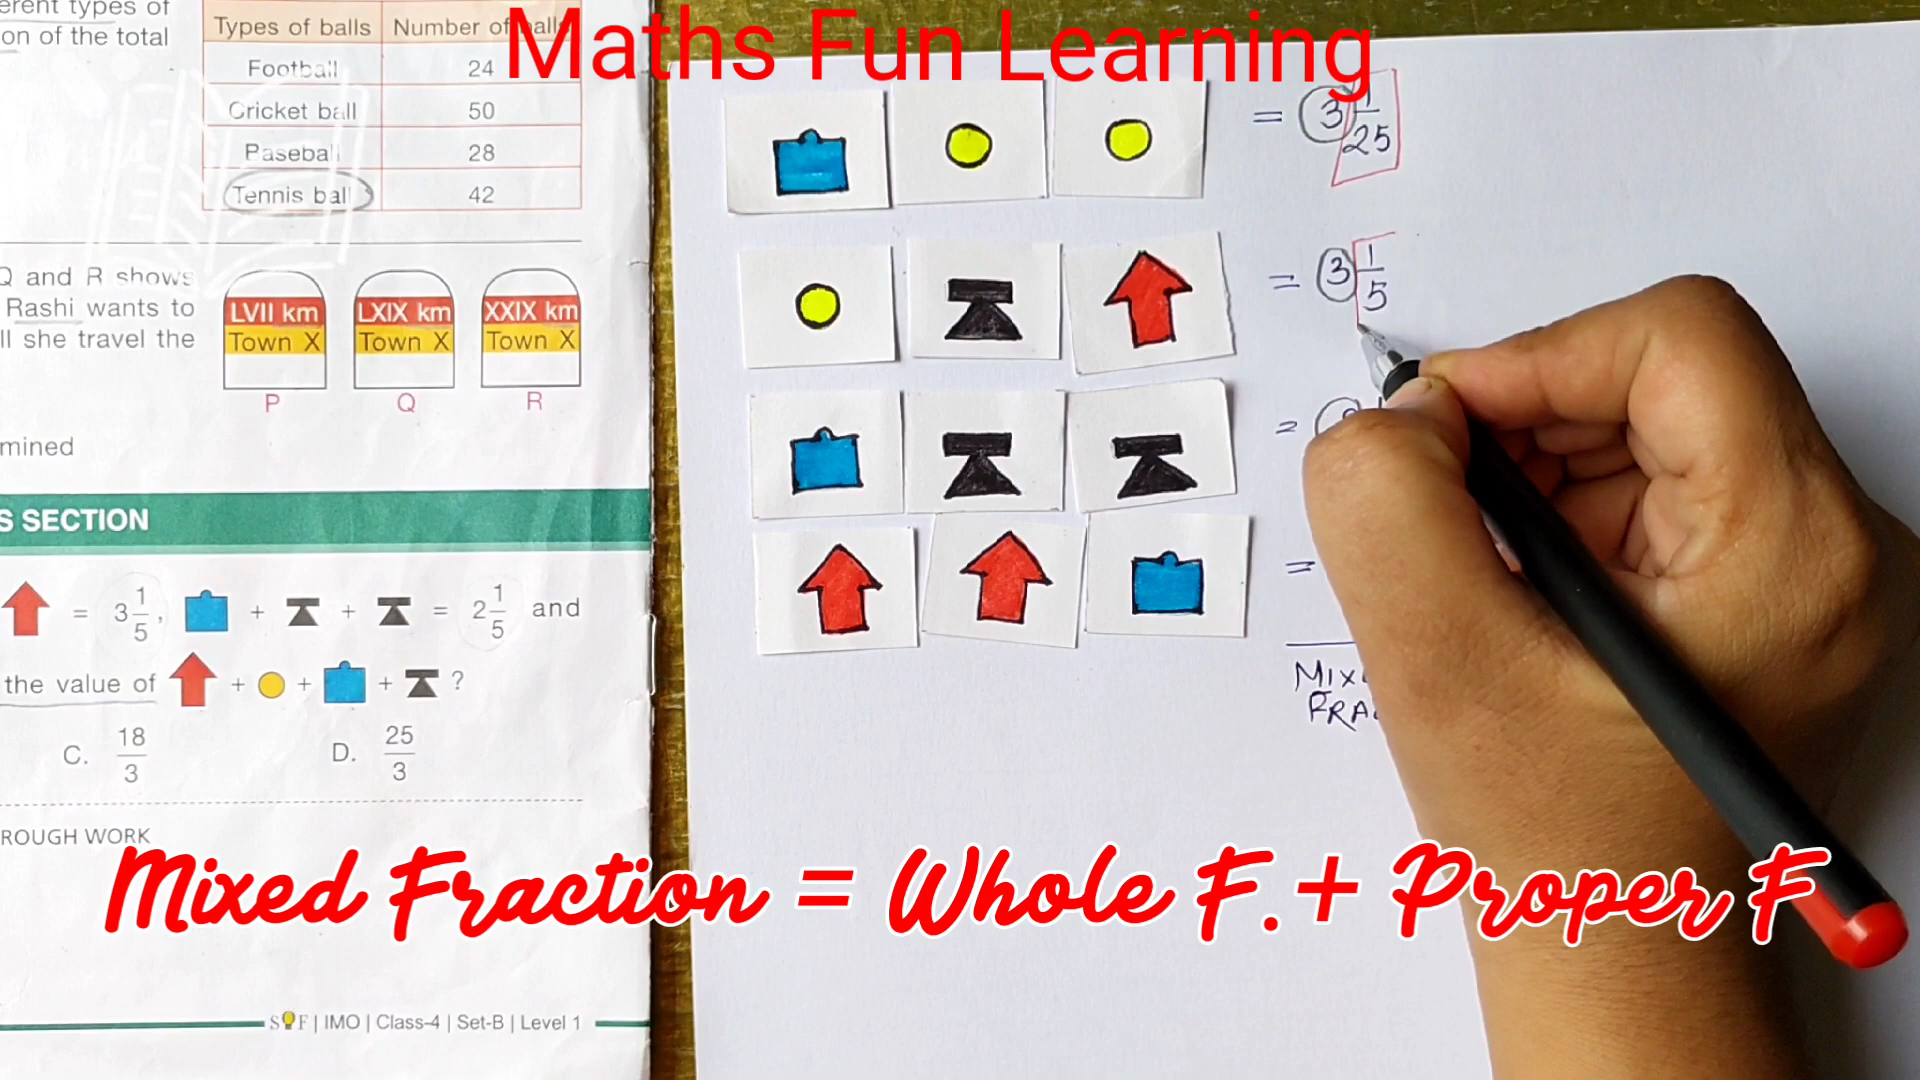 Maths Fun Learning
erent types of
on of the total
Types of balls Number of balls
Football 24
Cricket ball 50
Baseball 28
Tennis ball 42
Q and R shows
Rashi wants to
ll she travel the
LVII km LXIX km XXIX km
Town X Town X Town X
P Q R
mined
S SECTION
= 3 1/5, + + = 2 1/5 and
the value of + + + ?
C. 18/3 D. 25/3
ROUGH WORK
SOF | IMO | Class-4 | Set-B | Level 1
= 3 1/25
= 3 1/5
=
=
Mixed Fraction = Whole F. + Proper F